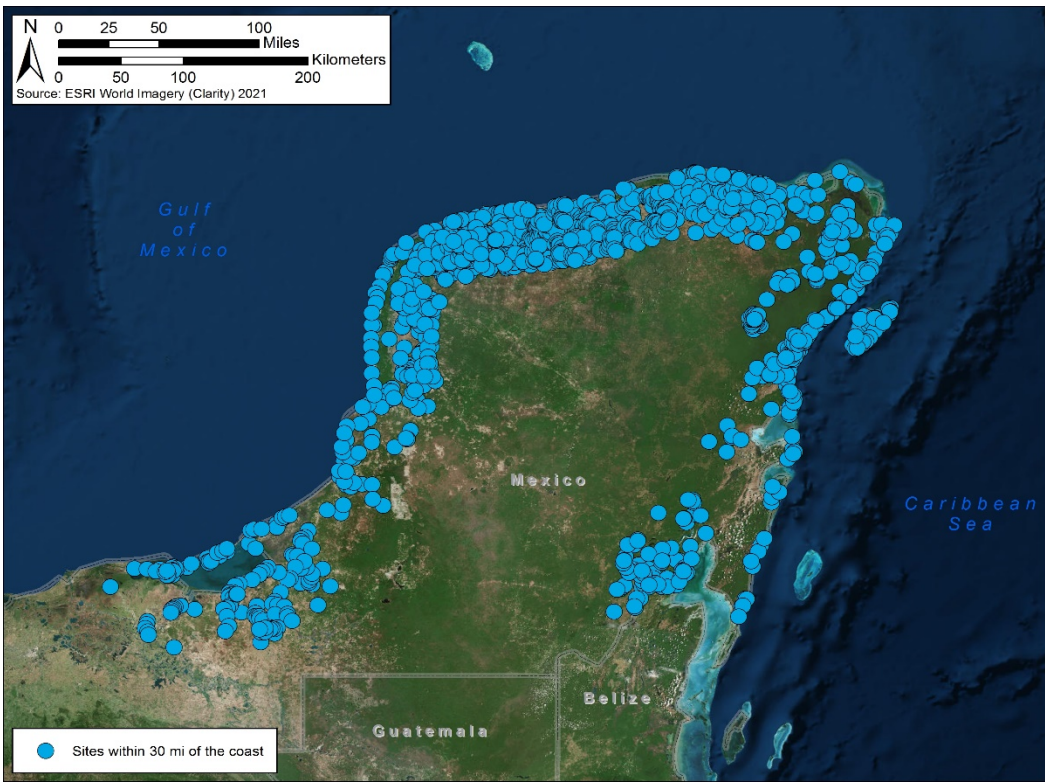 N
0 25 50 100
Miles
Kilometers
0 50 100 200
Source: ESRI World Imagery (Clarity) 2021
Gulf
of
Mexico
Mexico
Caribbean
Sea
Belize
Guatemala
Sites within 30 mi of the coast